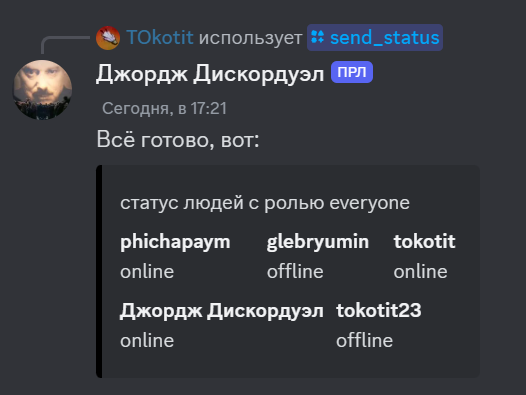 TOkotit использует send_status
Джордж Дискордуэл ПРЛ
Сегодня, в 17:21
Всё готово, вот:
статус людей с ролью everyone
phichapaym glebryumin tokotit
online offline online
Джордж Дискордуэл tokotit23
online offline